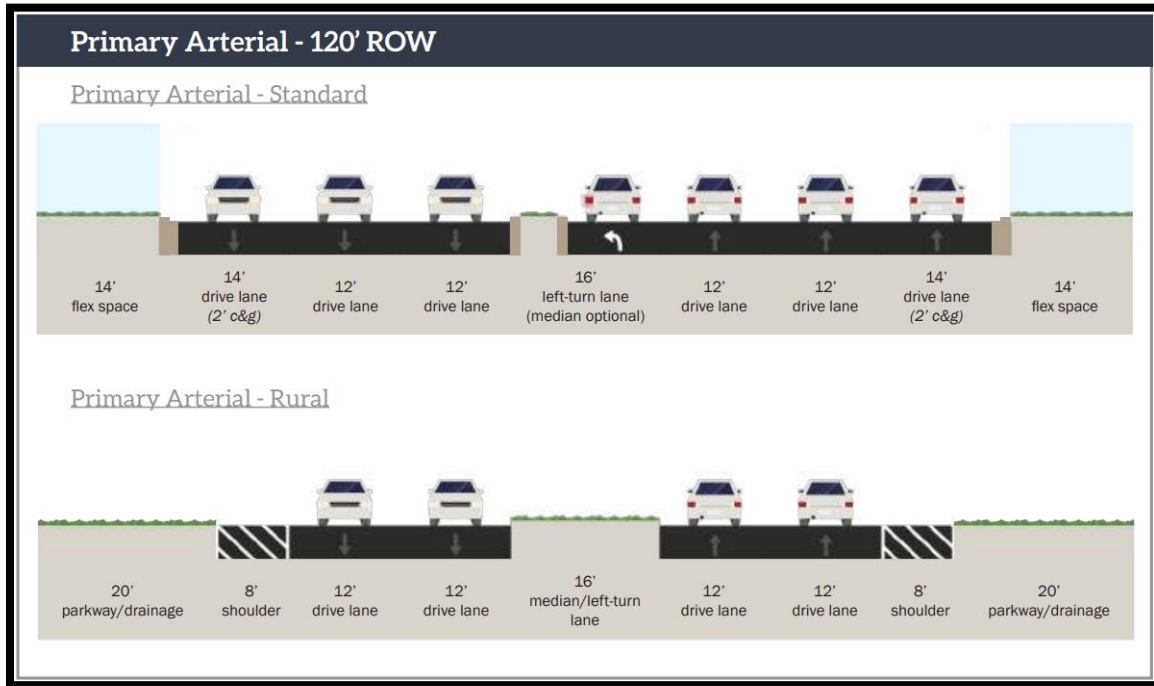 Primary Arterial - 120’ ROW
Primary Arterial - Standard
14’
flex space
14’
drive lane
(2’ c&g)
12’
drive lane
12’
drive lane
16’
left-turn lane
(median optional)
12’
drive lane
12’
drive lane
14’
drive lane
(2’ c&g)
14’
flex space
Primary Arterial - Rural
20’
parkway/drainage
8’
shoulder
12’
drive lane
12’
drive lane
16’
median/left-turn
lane
12’
drive lane
12’
drive lane
8’
shoulder
20’
parkway/drainage